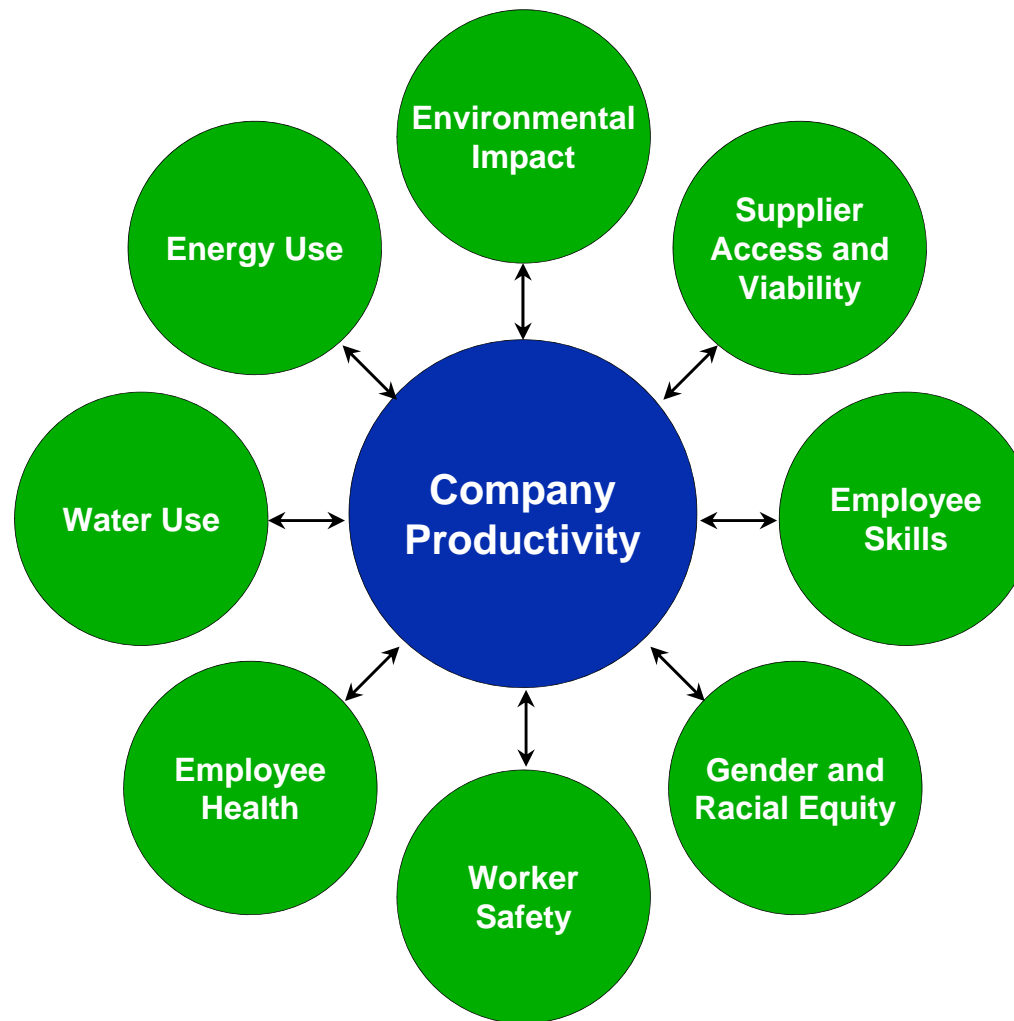 Environmental
Impact
Supplier
Access and
Viability
Energy Use
Employee
Skills
Company
Productivity
Water Use
Gender and
Racial Equity
Employee
Health
Worker
Safety